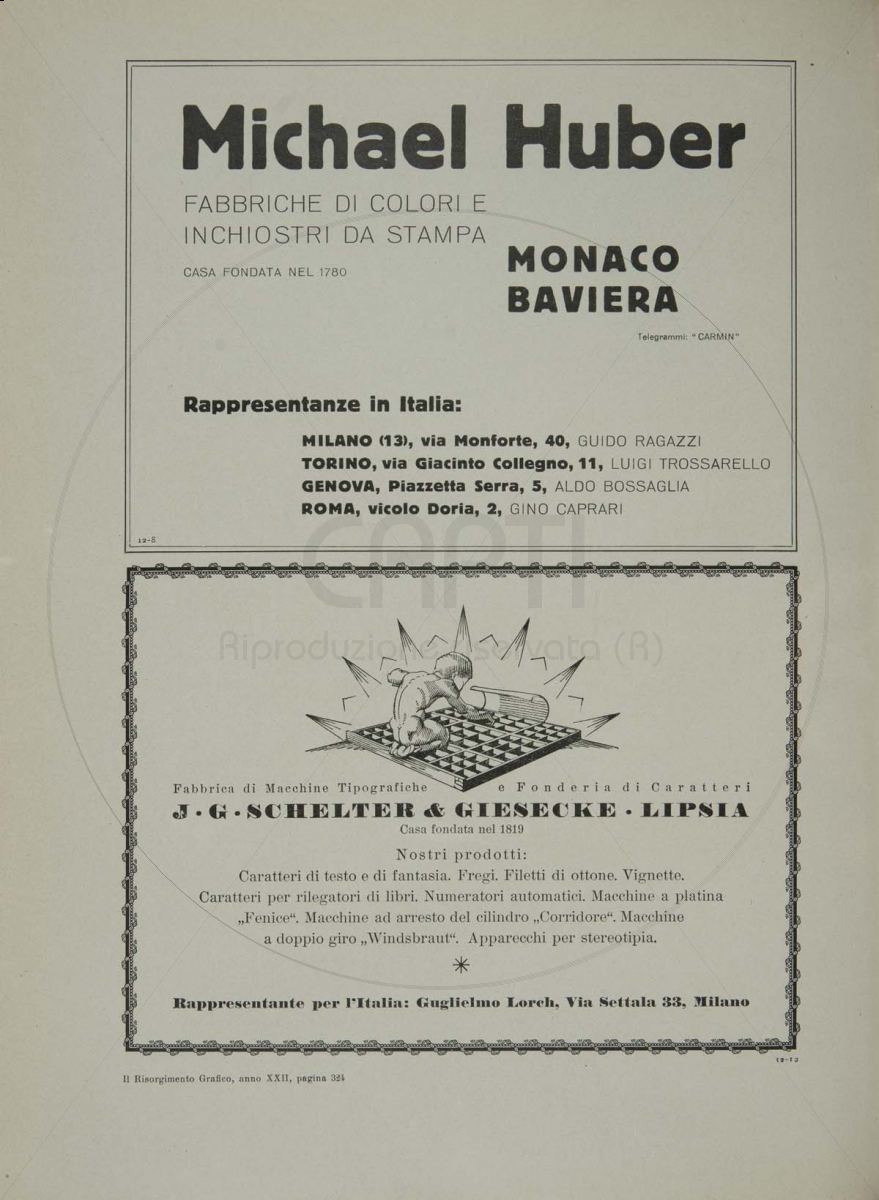 Michael Huber
FABBRICHE DI COLORI E
INCHIOSTRI DA STAMPA
CASA FONDATA NEL 1780
MONACO
BAVIERA
Telegrammi: "CARMIN"
Rappresentanze in Italia:
MILANO (13), via Monforte, 40, GUIDO RAGAZZI
TORINO, via Giacinto Collegno, 11, LUIGI TROSSARELLO
GENOVA, Piazzetta Serra, 5, ALDO BOSSAGLIA
ROMA, vicolo Doria, 2, GINO CAPRARI
12-8
CAPTI
Riproduzione riservata (R)
Fabbrica di Macchine Tipografiche e Fonderia di Caratteri
J · G · SCHELTER & GIESECKE · LIPSIA
Casa fondata nel 1819
Nostri prodotti:
Caratteri di testo e di fantasia. Fregi. Filetti di ottone. Vignette.
Caratteri per rilegatori di libri. Numeratori automatici. Macchine a platina
„Fenice“. Macchine ad arresto del cilindro „Corridore“. Macchine
a doppio giro „Windsbraut“. Apparecchi per stereotipia.
Rappresentante per l'Italia: Guglielmo Lorch, Via Settala 33, Milano
12-12
Il Risorgimento Grafico, anno XXII, pagina 324